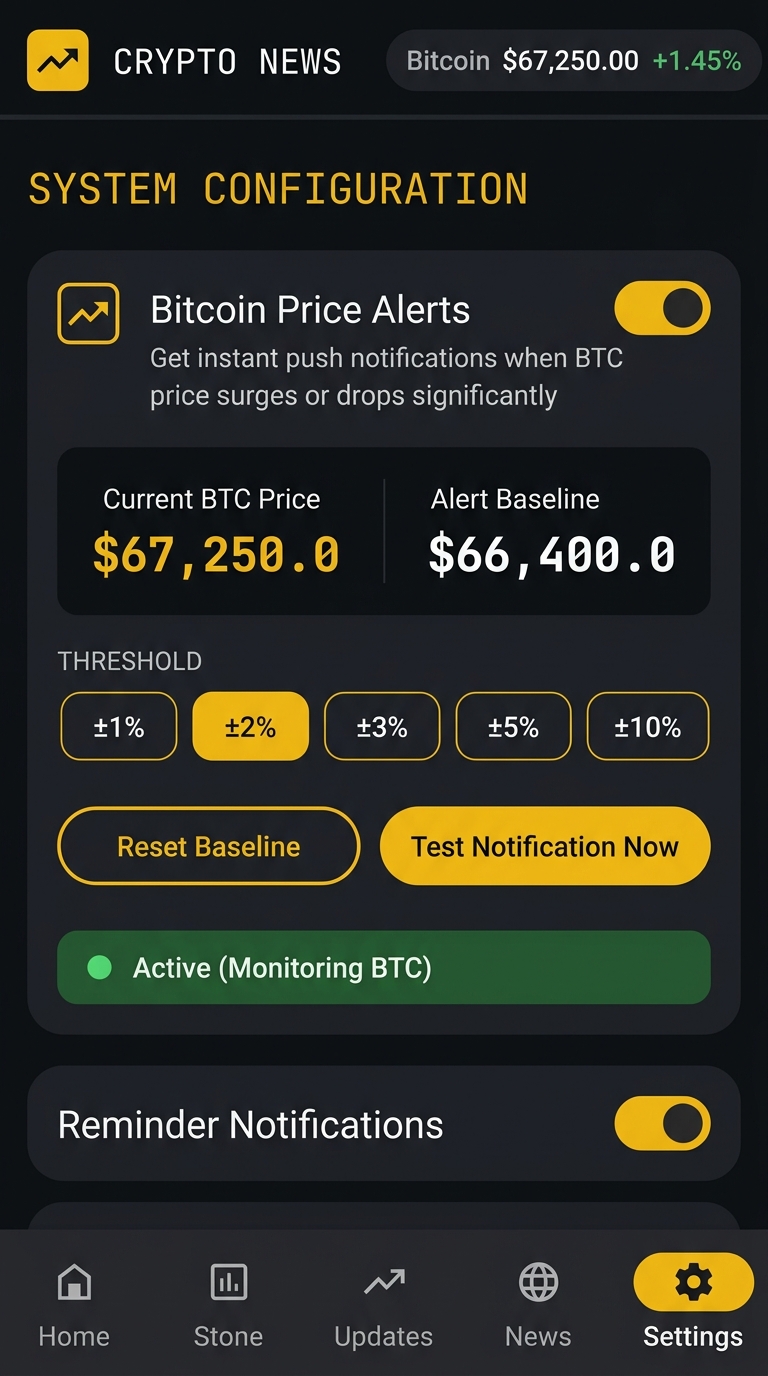 CRYPTO NEWS
Bitcoin $67,250.00 +1.45%
SYSTEM CONFIGURATION
Bitcoin Price Alerts
Get instant push notifications when BTC
price surges or drops significantly
Current BTC Price
$67,250.0
Alert Baseline
$66,400.0
THRESHOLD
±1%
±2%
±3%
±5%
±10%
Reset Baseline
Test Notification Now
Active (Monitoring BTC)
Reminder Notifications
Home
Stone
Updates
News
Settings